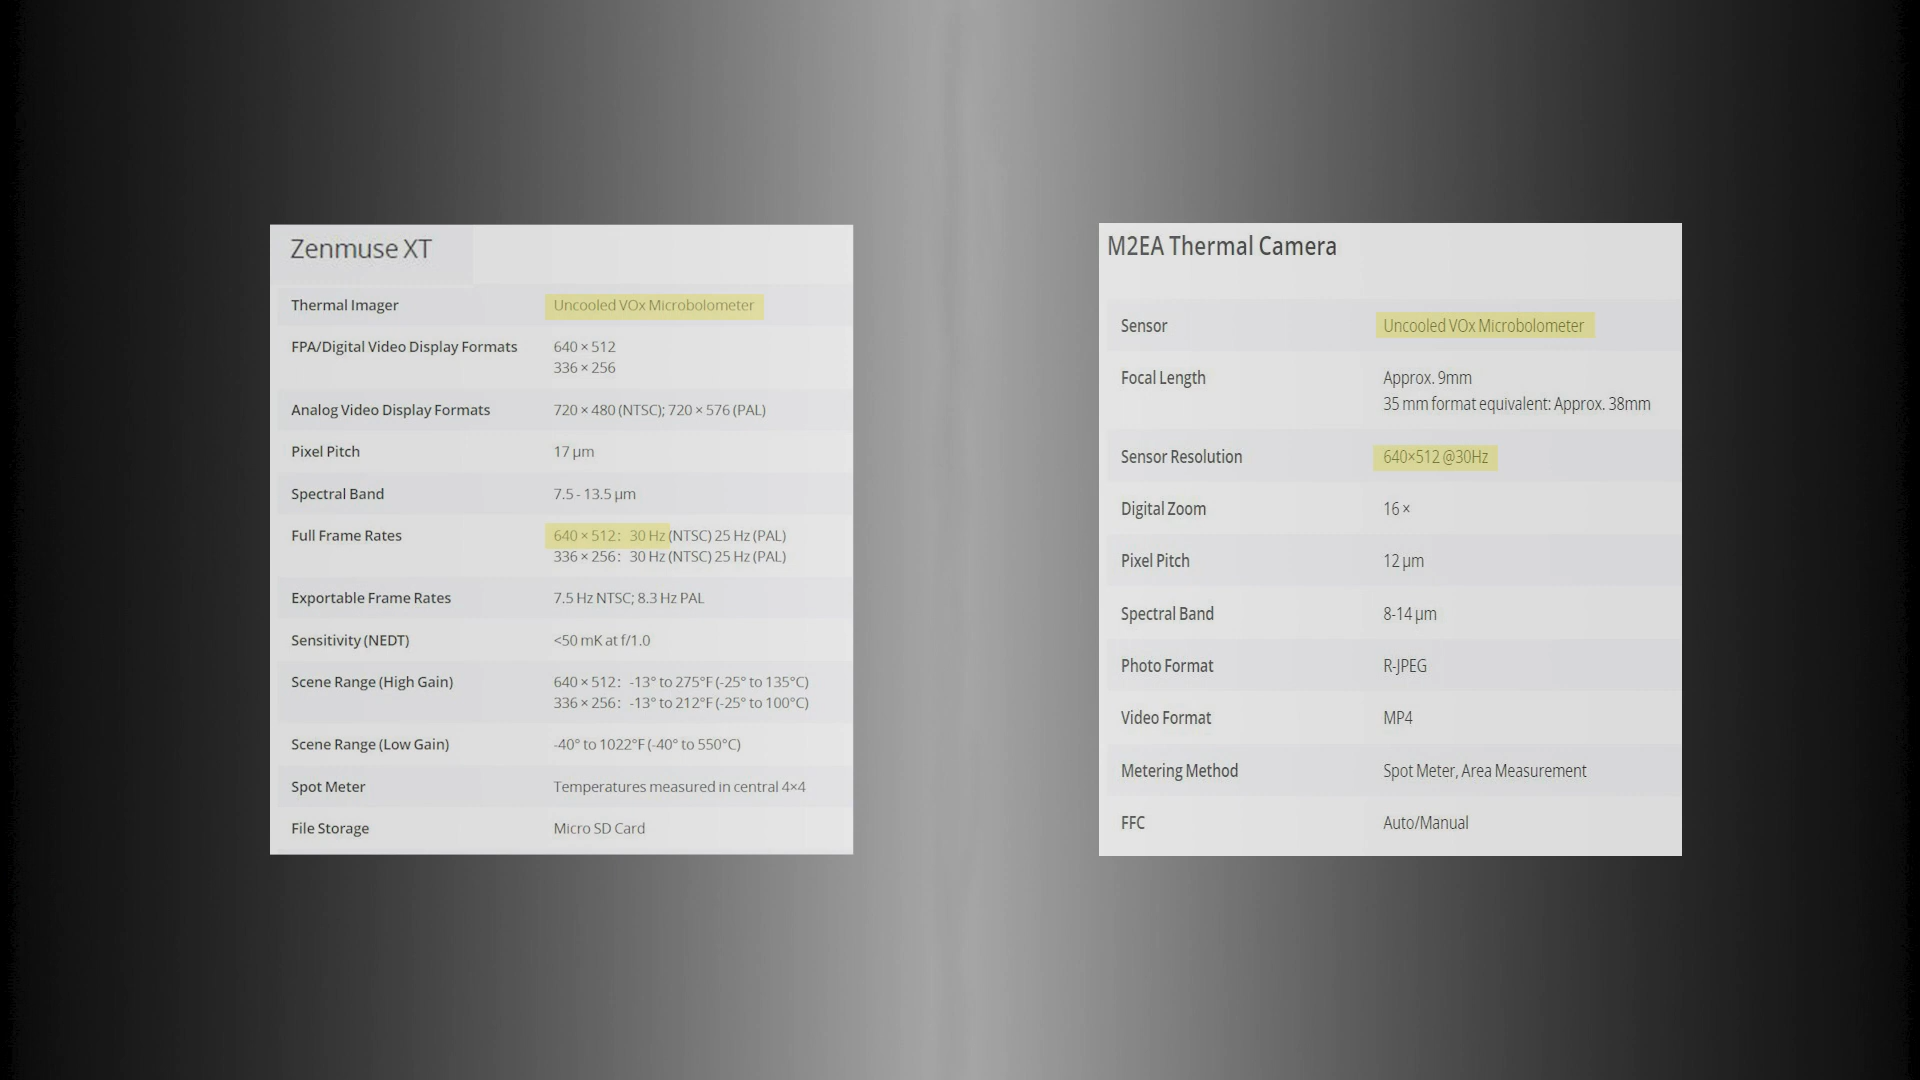 Zenmuse XT
Thermal Imager Uncooled VOx Microbolometer
FPA/Digital Video Display Formats 640 × 512
336 × 256
Analog Video Display Formats 720 × 480 (NTSC); 720 × 576 (PAL)
Pixel Pitch 17 μm
Spectral Band 7.5 - 13.5 μm
Full Frame Rates 640 × 512: 30 Hz (NTSC) 25 Hz (PAL)
336 × 256: 30 Hz (NTSC) 25 Hz (PAL)
Exportable Frame Rates 7.5 Hz NTSC; 8.3 Hz PAL
Sensitivity (NEDT) <50 mK at f/1.0
Scene Range (High Gain) 640 × 512: -13° to 275°F (-25° to 135°C)
336 × 256: -13° to 212°F (-25° to 100°C)
Scene Range (Low Gain) -40° to 1022°F (-40° to 550°C)
Spot Meter Temperatures measured in central 4×4
File Storage Micro SD Card
M2EA Thermal Camera
Sensor Uncooled VOx Microbolometer
Focal Length Approx. 9mm
35 mm format equivalent: Approx. 38mm
Sensor Resolution 640×512 @30Hz
Digital Zoom 16 ×
Pixel Pitch 12 μm
Spectral Band 8-14 μm
Photo Format R-JPEG
Video Format MP4
Metering Method Spot Meter, Area Measurement
FFC Auto/Manual